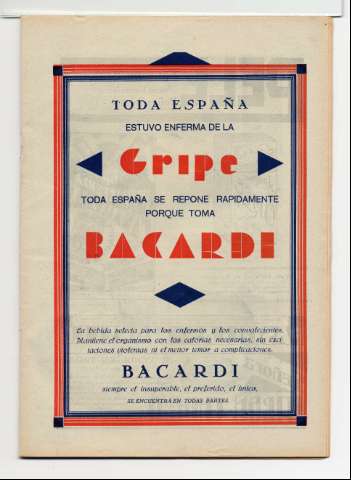 TODA ESPAÑA
ESTUVO ENFERMA DE LA
Gripe
TODA ESPAÑA SE REPONE RAPIDAMENTE
PORQUE TOMA
BACARDI
La bebida selecta para los enfermos y los convalecientes.
Mantiene el organismo con las calorías necesarias, sin exci-
taciones violentas ni el menor temor a complicaciones.
BACARDI
siempre el insuperable, el preferido, el único,
SE ENCUENTRA EN TODAS PARTES